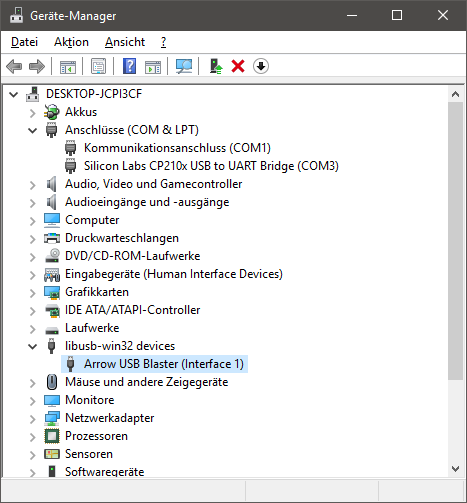 Geräte-Manager
Datei Aktion Ansicht ?
DESKTOP-JCPI3CF
Akkus
Anschlüsse (COM & LPT)
Kommunikationsanschluss (COM1)
Silicon Labs CP210x USB to UART Bridge (COM3)
Audio, Video und Gamecontroller
Audioeingänge und -ausgänge
Computer
Druckwarteschlangen
DVD/CD-ROM-Laufwerke
Eingabegeräte (Human Interface Devices)
Grafikkarten
IDE ATA/ATAPI-Controller
Laufwerke
libusb-win32 devices
Arrow USB Blaster (Interface 1)
Mäuse und andere Zeigegeräte
Monitore
Netzwerkadapter
Prozessoren
Sensoren
Softwaregeräte